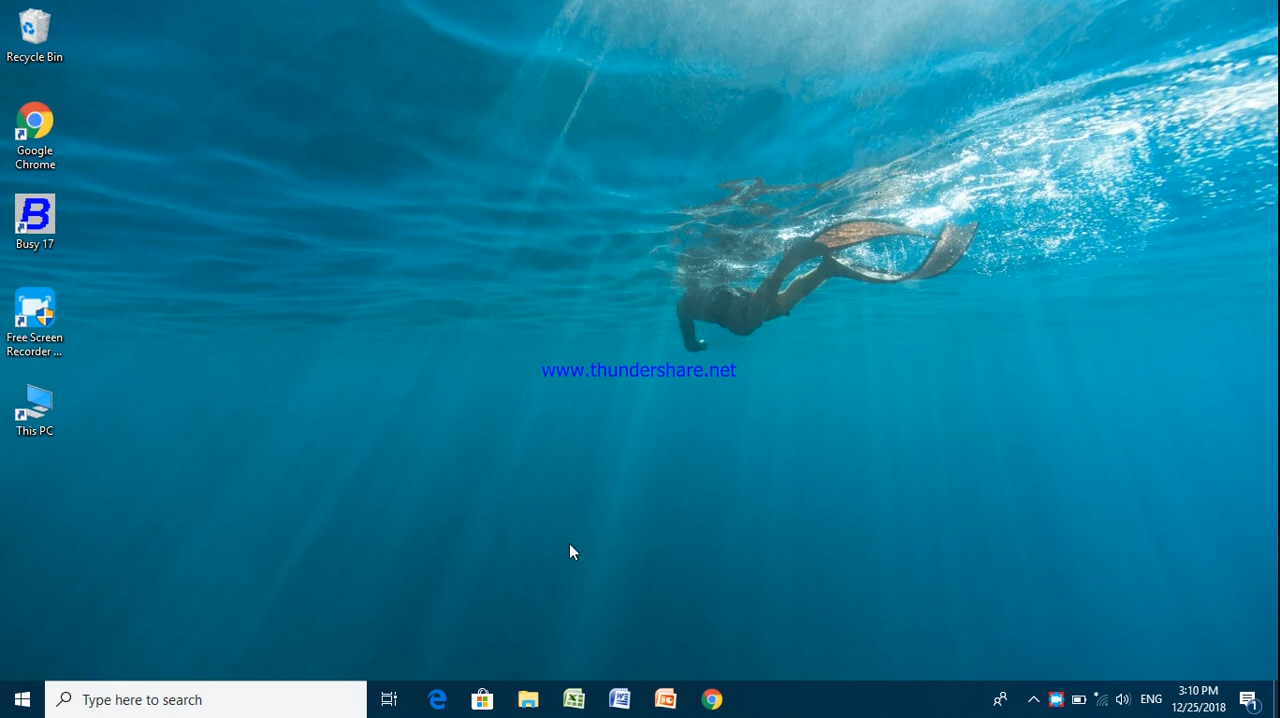 Recycle Bin
Google
Chrome
B
Busy 17
Free Screen
Recorder ...
This PC
www.thundershare.net
Type here to search
ENG
3:10 PM
12/25/2018
1